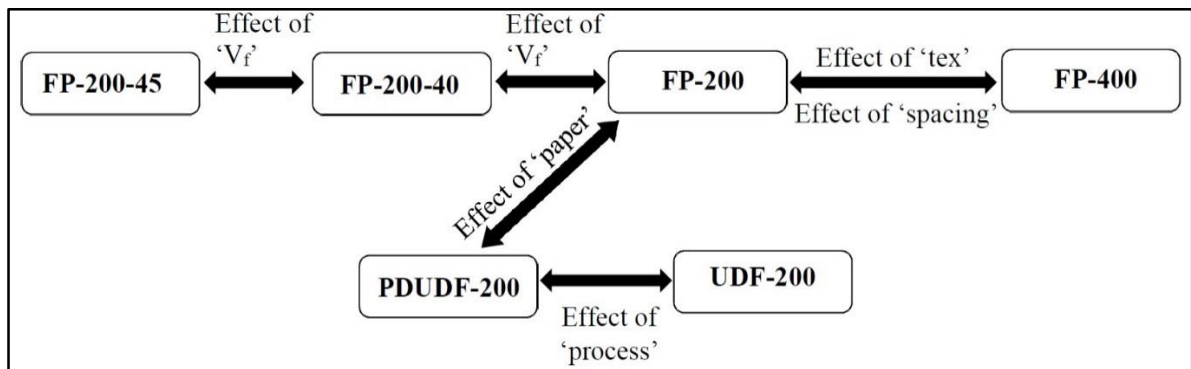 Effect of
‘Vf’
Effect of
‘Vf’
FP-200-45
FP-200-40
FP-200
Effect of ‘tex’
Effect of ‘spacing’
FP-400
Effect of ‘paper’
PDUDF-200
Effect of
‘process’
UDF-200